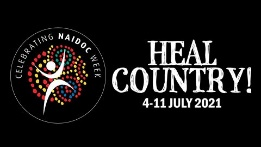 CELEBRATING NAIDOC WEEK
HEAL
COUNTRY!
4-11 JULY 2021